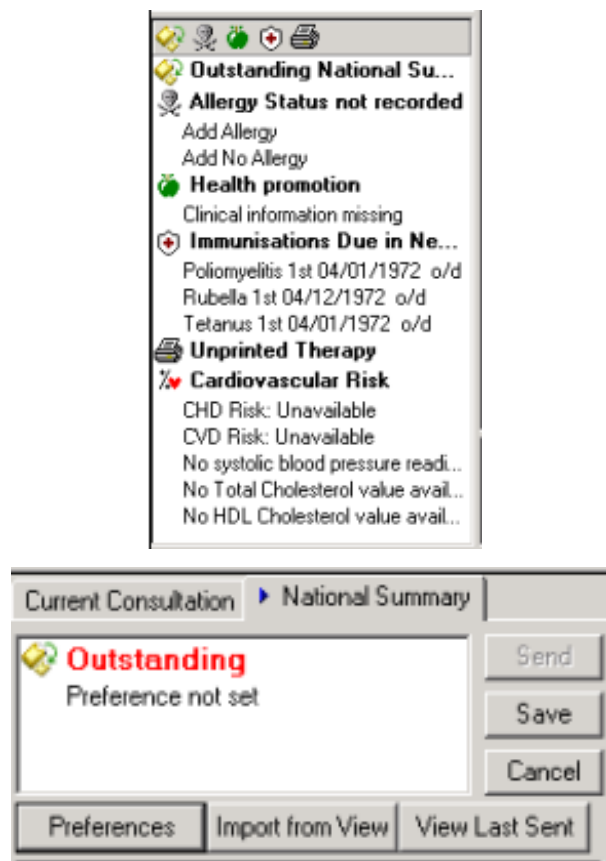 Outstanding National Su...
Allergy Status not recorded
Add Allergy
Add No Allergy
Health promotion
Clinical information missing
Immunisations Due in Ne...
Poliomyelitis 1st 04/01/1972 o/d
Rubella 1st 04/12/1972 o/d
Tetanus 1st 04/01/1972 o/d
Unprinted Therapy
Cardiovascular Risk
CHD Risk: Unavailable
CVD Risk: Unavailable
No systolic blood pressure readi...
No Total Cholesterol value avail...
No HDL Cholesterol value avail...
Current Consultation National Summary
Outstanding
Preference not set
Send
Save
Cancel
Preferences Import from View View Last Sent